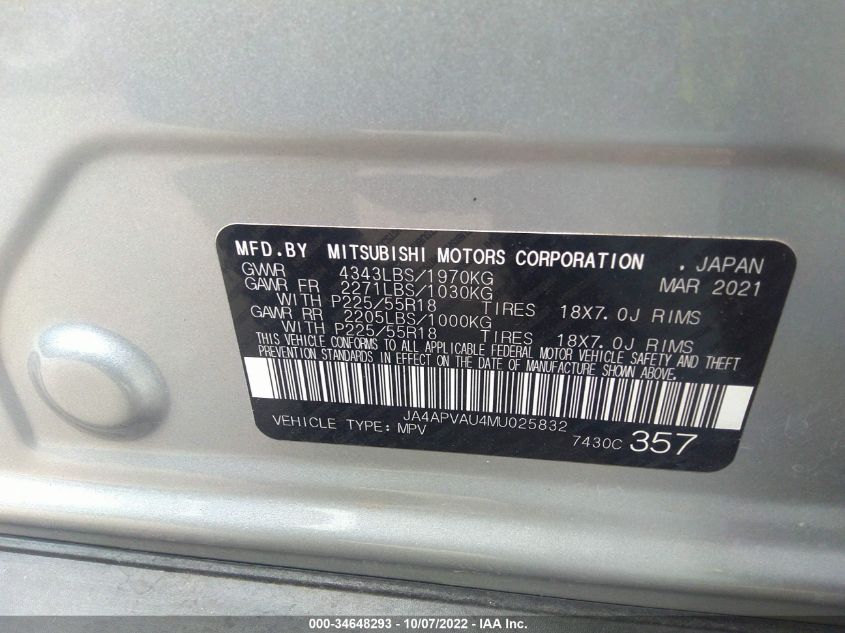 MFD.BY MITSUBISHI MOTORS CORPORATION . JAPAN
GVWR 4343LBS/1970KG MAR 2021
GAWR FR 2271LBS/1030KG
WITH P225/55R18 TIRES 18X7.0J RIMS
GAWR RR 2205LBS/1000KG
WITH P225/55R18 TIRES 18X7.0J RIMS
THIS VEHICLE CONFORMS TO ALL APPLICABLE FEDERAL MOTOR VEHICLE SAFETY AND THEFT
PREVENTION STANDARDS IN EFFECT ON THE DATE OF MANUFACTURE SHOWN ABOVE.
JA4APVAU4MU025832
VEHICLE TYPE: MPV 7430C 357
000-34648293 - 10/07/2022 - IAA Inc.